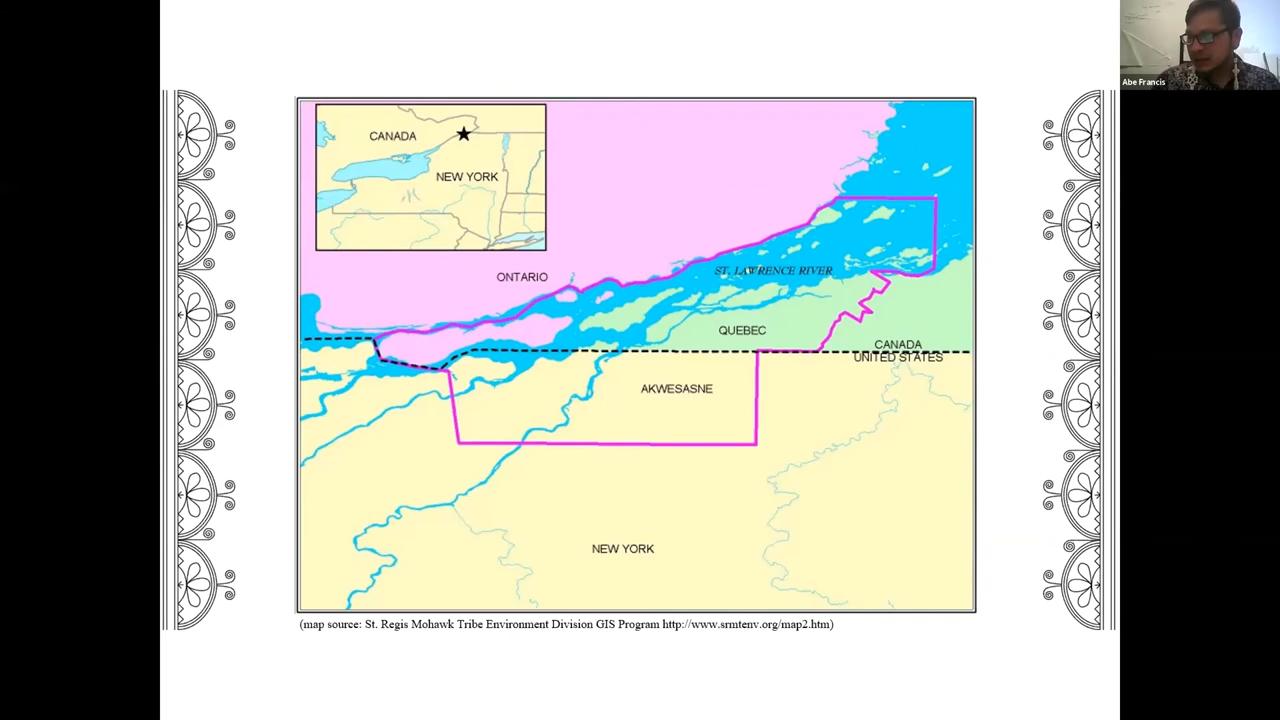 Abe Francis
CANADA
NEW YORK
ONTARIO
ST. LAWRENCE RIVER
QUEBEC
CANADA
UNITED STATES
AKWESASNE
NEW YORK
(map source: St. Regis Mohawk Tribe Environment Division GIS Program http://www.srmtenv.org/map2.htm)